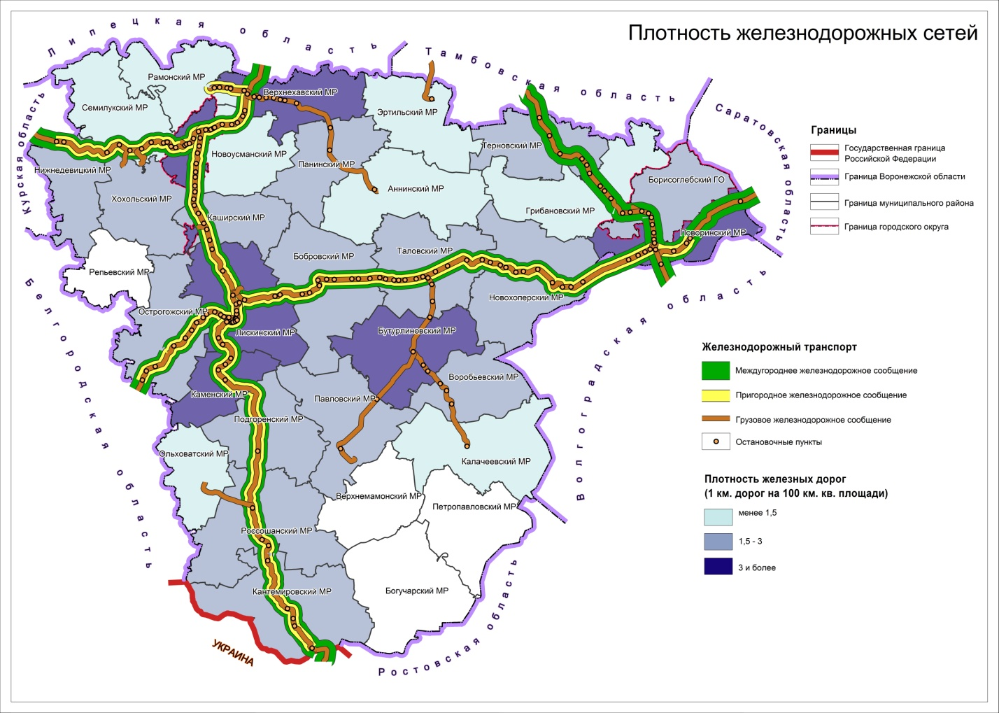 Плотность железнодорожных сетей
Липецкая область
Тамбовская область
Саратовская область
Курская область
Белгородская область
Волгоградская область
Ростовская область
УКРАИНА
Рамонский МР
Верхнехавский МР
Семилукский МР
Эртильский МР
Терновский МР
Новоусманский МР
Панинский МР
Нижнедевицкий МР
Борисоглебский ГО
Аннинский МР
Хохольский МР
Грибановский МР
Каширский МР
Поворинский МР
Таловский МР
Бобровский МР
Репьевский МР
Новохоперский МР
Острогожский МР
Лискинский МР
Бутурлиновский МР
Воробьевский МР
Каменский МР
Павловский МР
Подгоренский МР
Ольховатский МР
Калачеевский МР
Верхнемамонский МР
Петропавловский МР
Россошанский МР
Кантемировский МР
Богучарский МР
Границы
Государственная граница
Российской Федерации
Граница Воронежской области
Граница муниципального района
Граница городского округа
Железнодорожный транспорт
Междугороднее железнодорожное сообщение
Пригородное железнодорожное сообщение
Грузовое железнодорожное сообщение
Остановочные пункты
Плотность железных дорог
(1 км. дорог на 100 км. кв. площади)
менее 1,5
1,5 - 3
3 и более